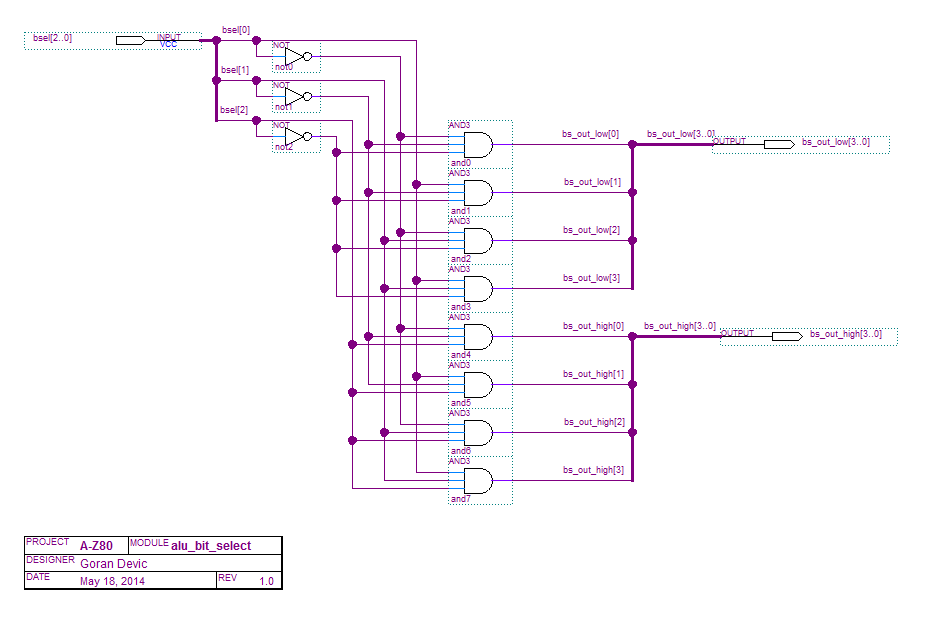 bsel[2..0]
INPUT
VCC
bsel[0]
NOT
not0
bsel[1]
NOT
not1
bsel[2]
NOT
not2
AND3
and0
bs_out_low[0]
bs_out_low[3..0]
OUTPUT
bs_out_low[3..0]
AND3
and1
bs_out_low[1]
AND3
and2
bs_out_low[2]
AND3
and3
bs_out_low[3]
AND3
and4
bs_out_high[0]
bs_out_high[3..0]
OUTPUT
bs_out_high[3..0]
AND3
and5
bs_out_high[1]
AND3
and6
bs_out_high[2]
AND3
and7
bs_out_high[3]
PROJECT A-Z80 MODULE alu_bit_select
DESIGNER Goran Devic
DATE May 18, 2014 REV 1.0